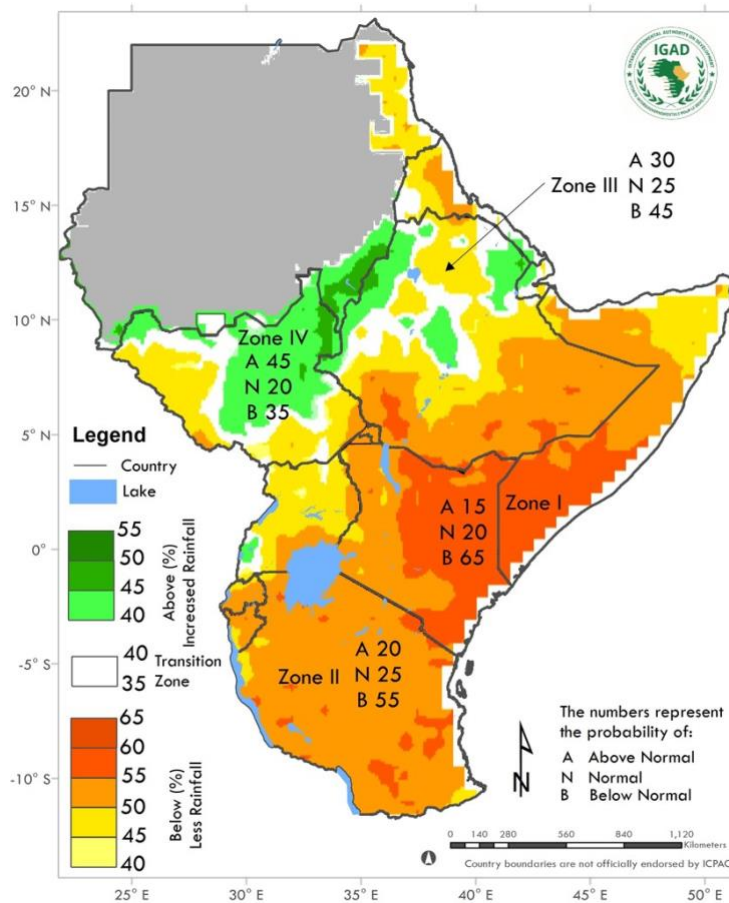 IGAD
20° N
15° N
10° N
5° N
0°
-5° S
-10° S
A 30
Zone III N 25
B 45
Zone IV
A 45
N 20
B 35
A 15
N 20
B 65
Zone I
Zone II
A 20
N 25
B 55
Legend
Country
Lake
55
50
45
40
Above (%)
Increased Rainfall
40
35
Transition
Zone
65
60
55
50
45
40
Below (%)
Less Rainfall
The numbers represent
the probability of:
A Above Normal
N Normal
B Below Normal
N
0 140 280 560 840 1,120
Kilometers
Country boundaries are not officially endorsed by ICPAC
25° E 30° E 35° E 40° E 45° E 50° E